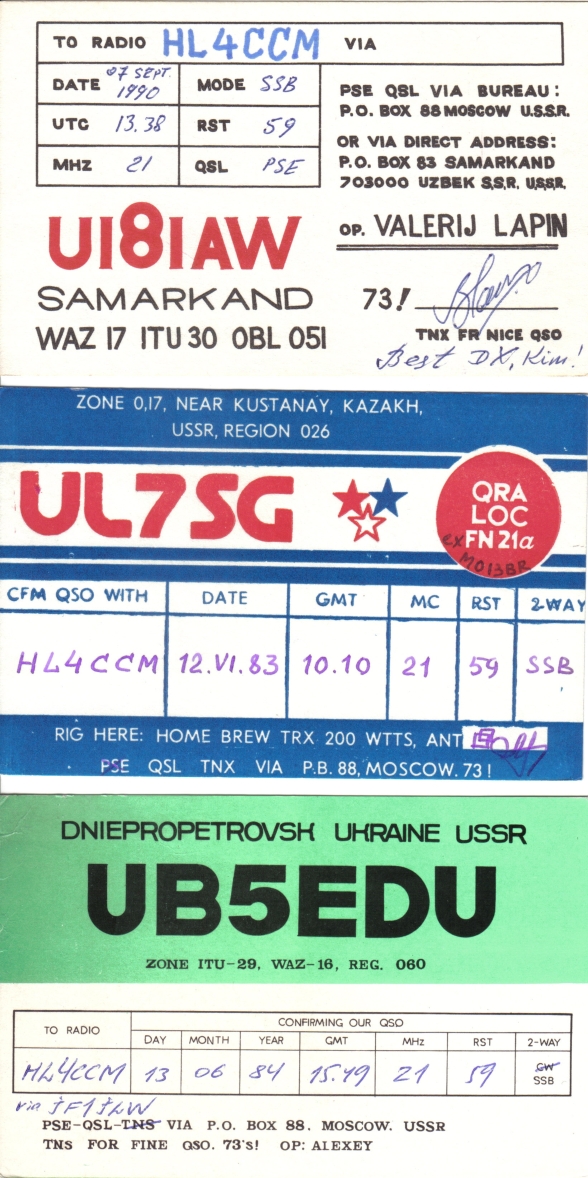 TO RADIO HL4CCM VIA
DATE 07 SEPT. 1990 MODE SSB
UTC 13.38 RST 59
MHZ 21 QSL PSE
PSE QSL VIA BUREAU:
P.O. BOX 88 MOSCOW U.S.S.R.
OR VIA DIRECT ADDRESS:
P.O. BOX 83 SAMARKAND
703000 UZBEK S.S.R. USSR.
UI8IAW
OP. VALERIJ LAPIN
SAMARKAND
73!
WAZ 17 ITU 30 OBL 051
TNX FR NICE QSO
Best DX, Kim!
ZONE 0,17, NEAR KUSTANAY, KAZAKH,
USSR, REGION 026
UL7SG
QRA
LOC
ex FN 21a
MO13BR
CFM QSO WITH DATE GMT MC RST 2-WAY
HL4CCM 12.VI.83 10.10 21 59 SSB
RIG HERE: HOME BREW TRX 200 WTTS, ANT
PSE QSL TNX VIA P.B. 88, MOSCOW. 73!
DNIEPROPETROVSK UKRAINE USSR
UB5EDU
ZONE ITU-29, WAZ-16, REG. 060
TO RADIO CONFIRMING OUR QSO
DAY MONTH YEAR GMT MHz RST 2-WAY
HL4CCM 13 06 84 15.49 21 59 CW
SSB
via JF1JLW
PSE-QSL-TNS VIA P.O. BOX 88. MOSCOW. USSR
TNS FOR FINE QSO. 73's! OP: ALEXEY